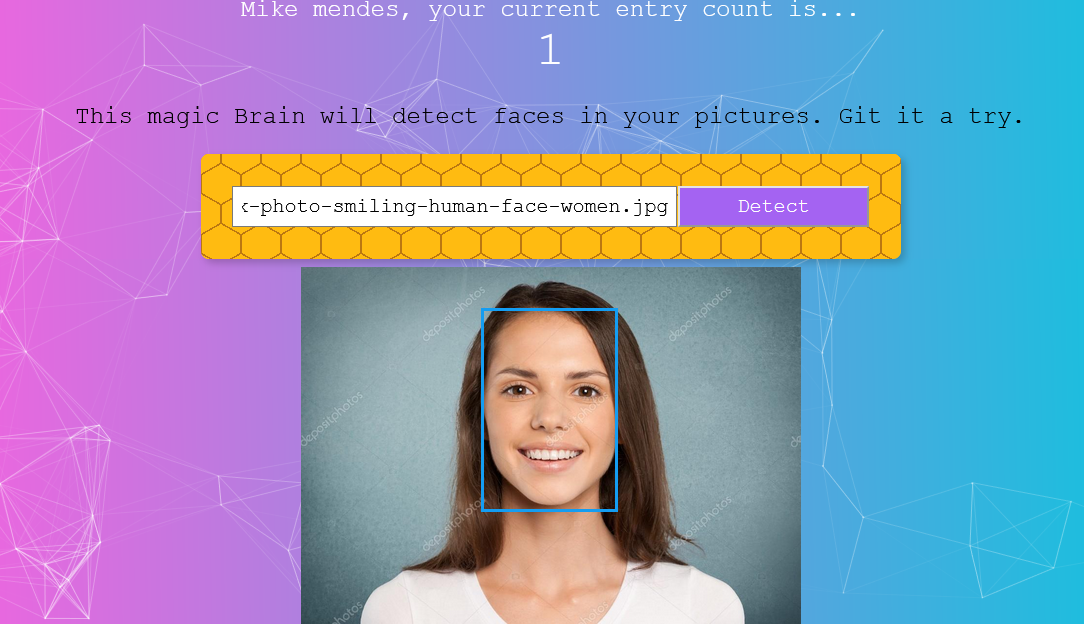 Mike mendes, your current entry count is...
1
This magic Brain will detect faces in your pictures. Git it a try.
-photo-smiling-human-face-women.jpg
Detect
depositphotos
depositphotos
depositphotos
depositphotos
depositphotos
depositphotos